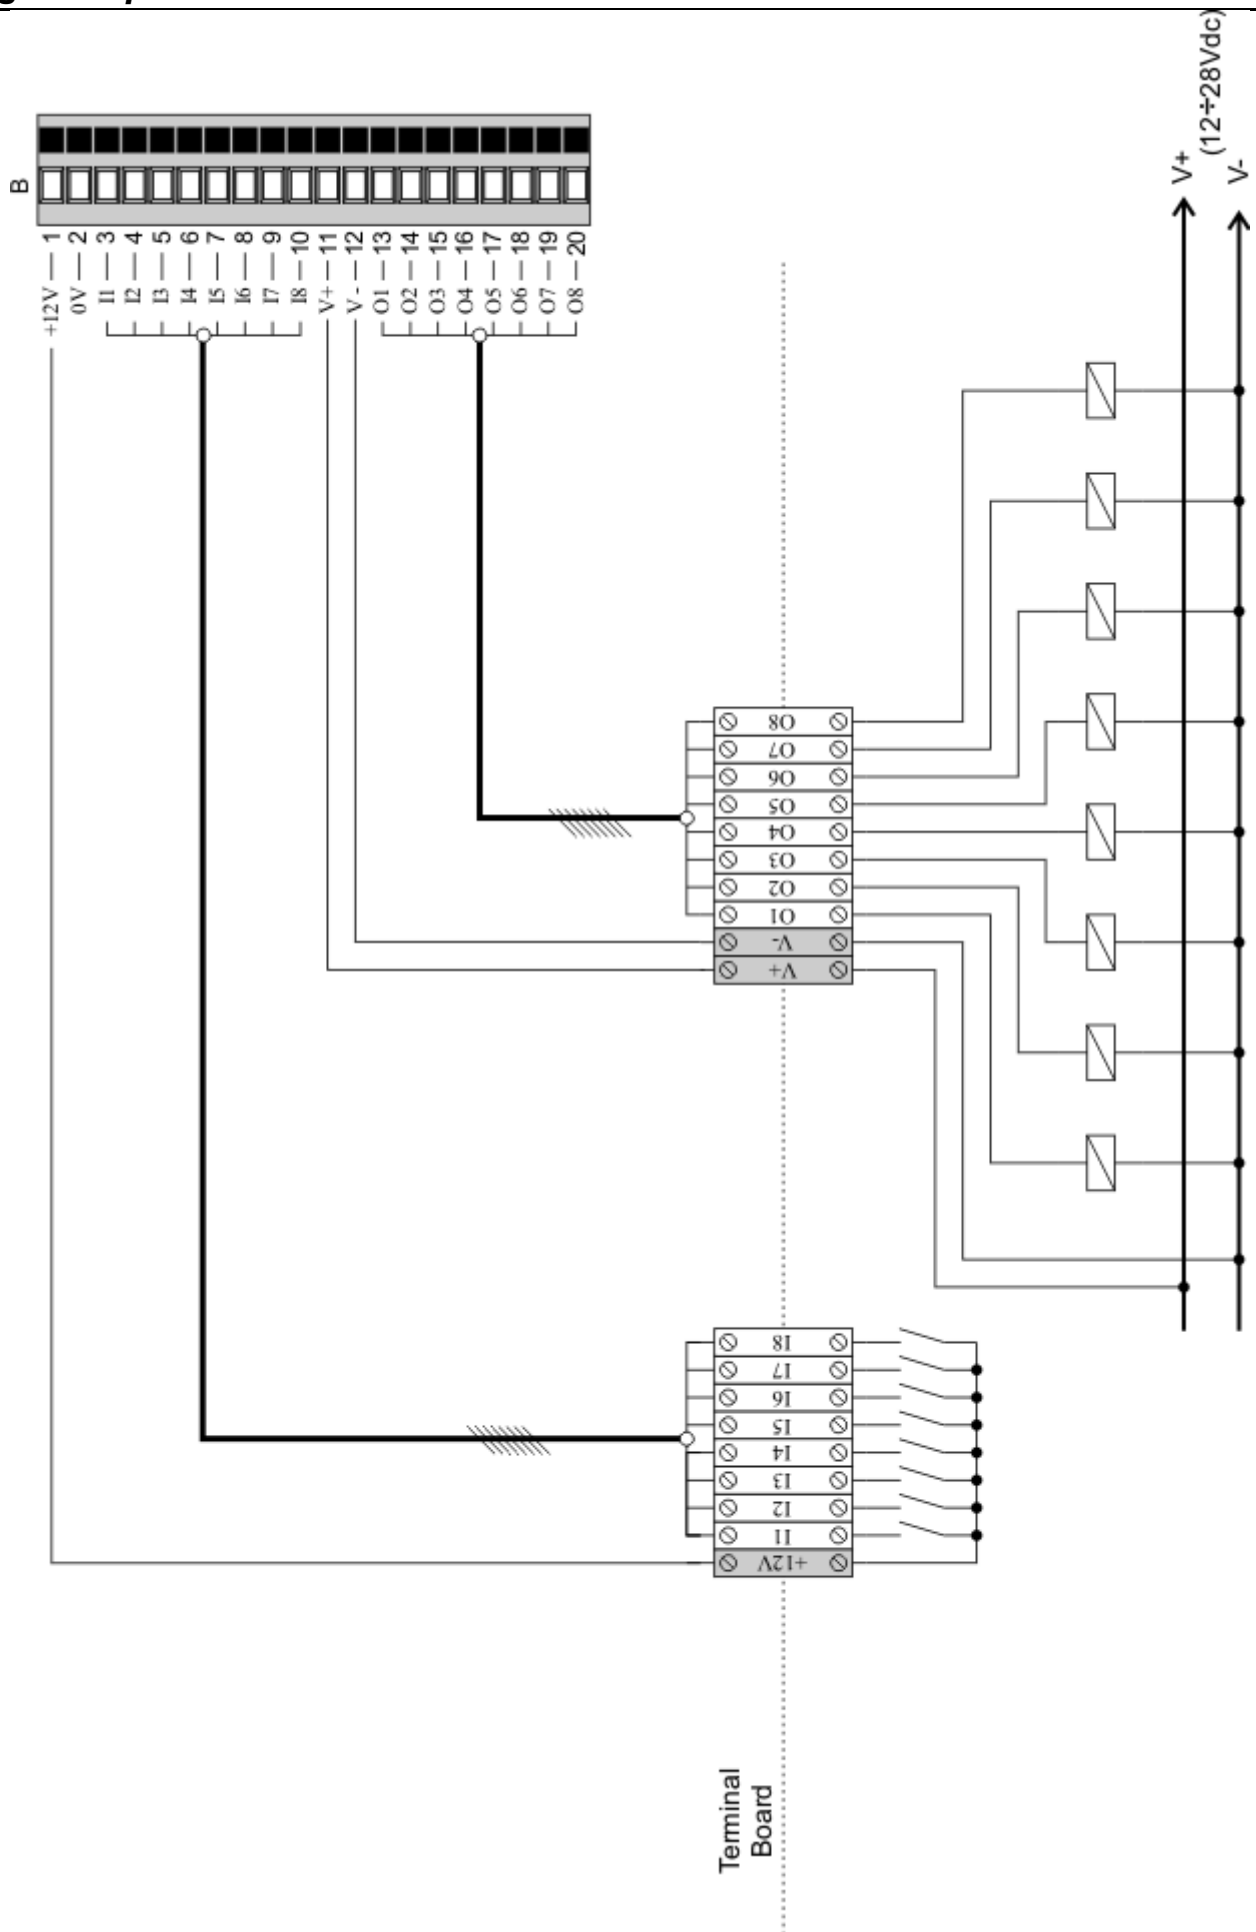 B
+12V — 1
0V — 2
I1 — 3
I2 — 4
I3 — 5
I4 — 6
I5 — 7
I6 — 8
I7 — 9
I8 — 10
V+ — 11
V - — 12
O1 — 13
O2 — 14
O3 — 15
O4 — 16
O5 — 17
O6 — 18
O7 — 19
O8 — 20
V+
(12÷28Vdc)
V-
O8
O7
O6
O5
O4
O3
O2
O1
V-
V+
I8
I7
I6
I5
I4
I3
I2
I1
+12V
Terminal
Board